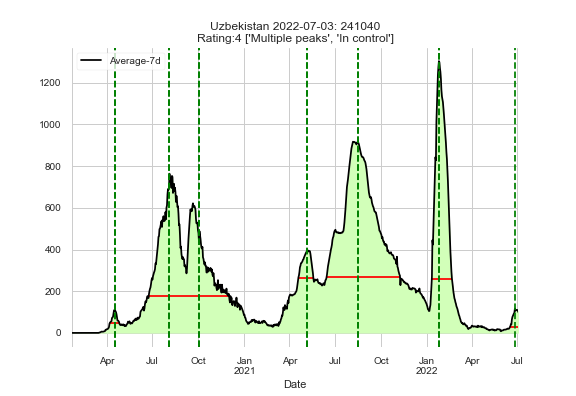 Uzbekistan 2022-07-03: 241040
Rating:4 ['Multiple peaks', 'In control']
Average-7d
1200
1000
800
600
400
200
0
Apr Jul Oct Jan Apr Jul Oct Jan Apr Jul
2021 2022
Date